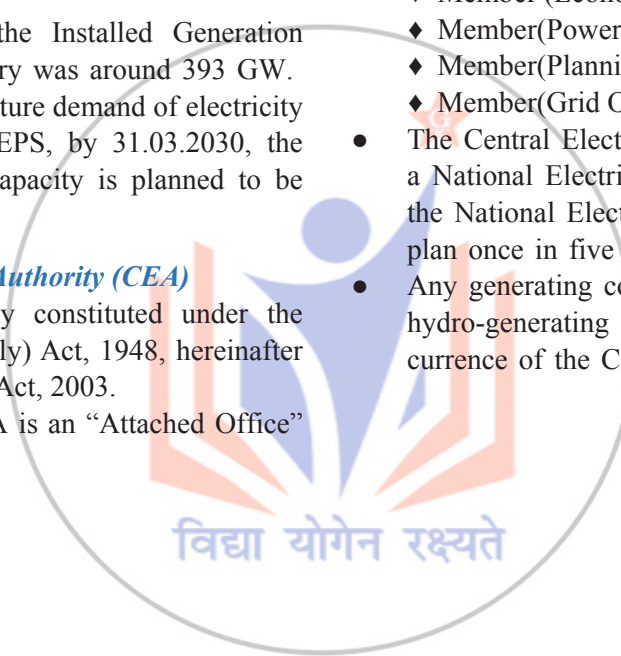 the Installed Generation
ry was around 393 GW.
ture demand of electricity
EPS, by 31.03.2030, the
apacity is planned to be
Authority (CEA)
y constituted under the
ly) Act, 1948, hereinafter
Act, 2003.
A is an “Attached Office”
♦ Member (Econo
♦ Member(Power
♦ Member(Planni
♦ Member(Grid O
● The Central Elect
a National Electri
the National Elect
plan once in five
● Any generating co
hydro-generating
currence of the C
G
विद्या योगेन रक्ष्यते